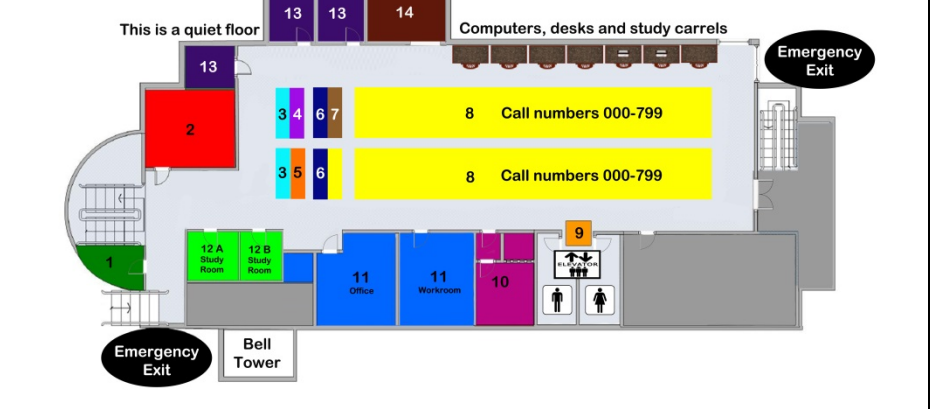 13
13
14
This is a quiet floor
Computers, desks and study carrels
Emergency
Exit
13
2
3
4
6
7
8
Call numbers 000-799
3
5
6
8
Call numbers 000-799
9
1
12 A
Study
Room
12 B
Study
Room
11
Office
11
Workroom
10
ELEVATOR
Emergency
Exit
Bell
Tower